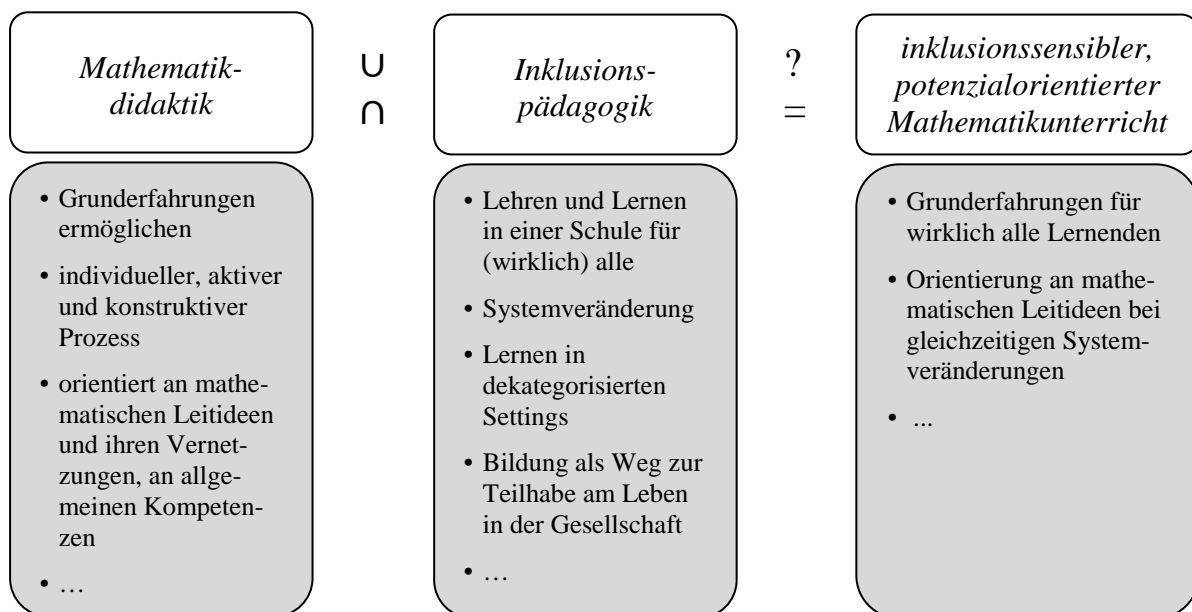 Mathematik-
didaktik
∪
∩
Inklusions-
pädagogik
?
=
inklusionssensibler,
potenzialorientierter
Mathematikunterricht
• Grunderfahrungen
ermöglichen
• individueller, aktiver
und konstruktiver
Prozess
• orientiert an mathe-
matischen Leitideen
und ihren Vernet-
zungen, an allge-
meinen Kompeten-
zen
• …
• Lehren und Lernen
in einer Schule für
(wirklich) alle
• Systemveränderung
• Lernen in
dekategorisierten
Settings
• Bildung als Weg zur
Teilhabe am Leben
in der Gesellschaft
• …
• Grunderfahrungen für
wirklich alle Lernenden
• Orientierung an mathe-
matischen Leitideen bei
gleichzeitigen System-
veränderungen
• ...